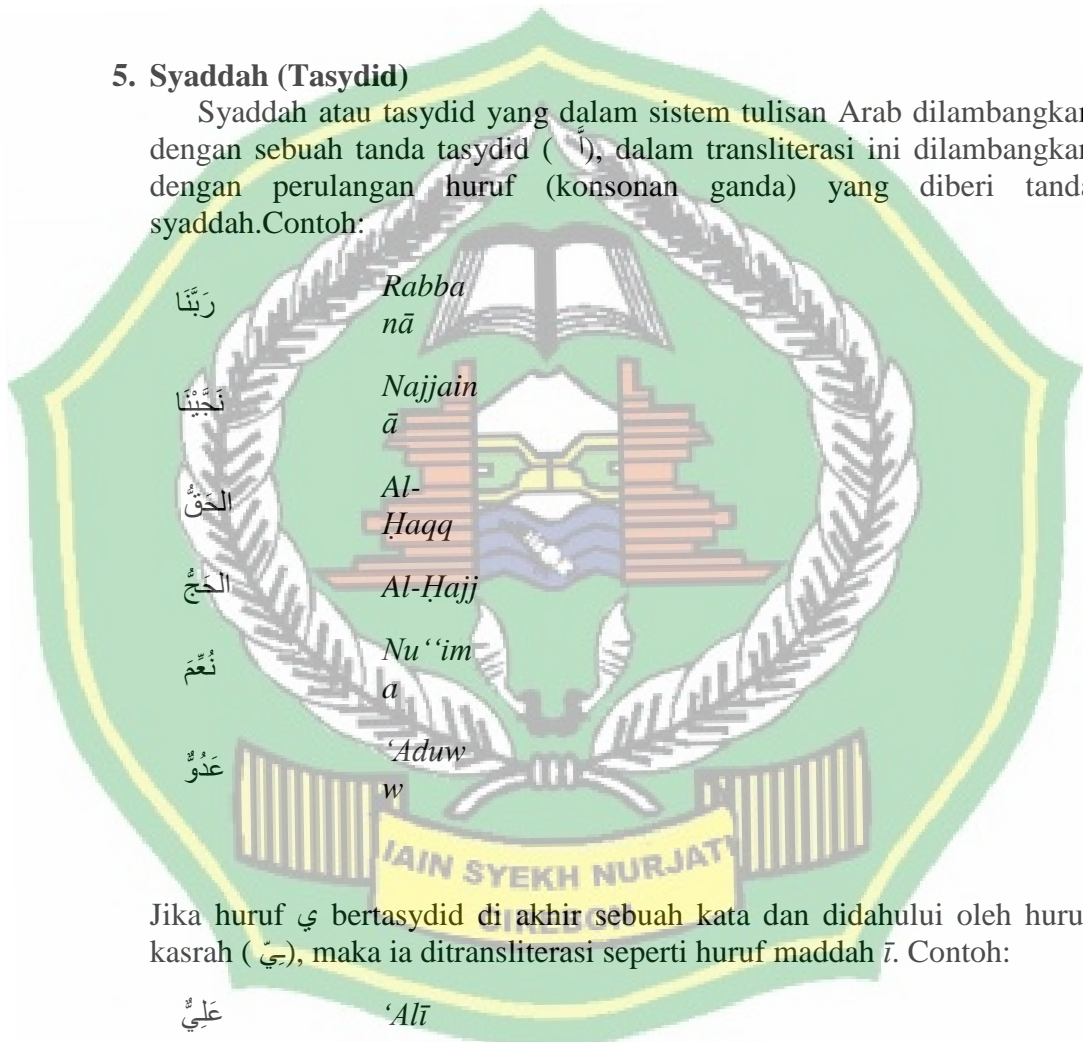 5. Syaddah (Tasydid)
Syaddah atau tasydid yang dalam sistem tulisan Arab dilambangkan
dengan sebuah tanda tasydid ( اَّ ), dalam transliterasi ini dilambangkan
dengan perulangan huruf (konsonan ganda) yang diberi tanda
syaddah.Contoh:
رَبَّنَا Rabba
nā
نَجَّيْنَا Najjain
ā
الحَقُّ Al-
Ḥaqq
الحَجُّ Al-Ḥajj
نُعِّمَ Nu‘‘im
a
عَدُوٌّ ‘Aduw
w
IAIN SYEKH NURJATI
CIREBON
Jika huruf ي bertasydid di akhir sebuah kata dan didahului oleh huru
kasrah ( ـِيّ ), maka ia ditransliterasi seperti huruf maddah ī. Contoh:
عَلِيٌّ ‘Alī